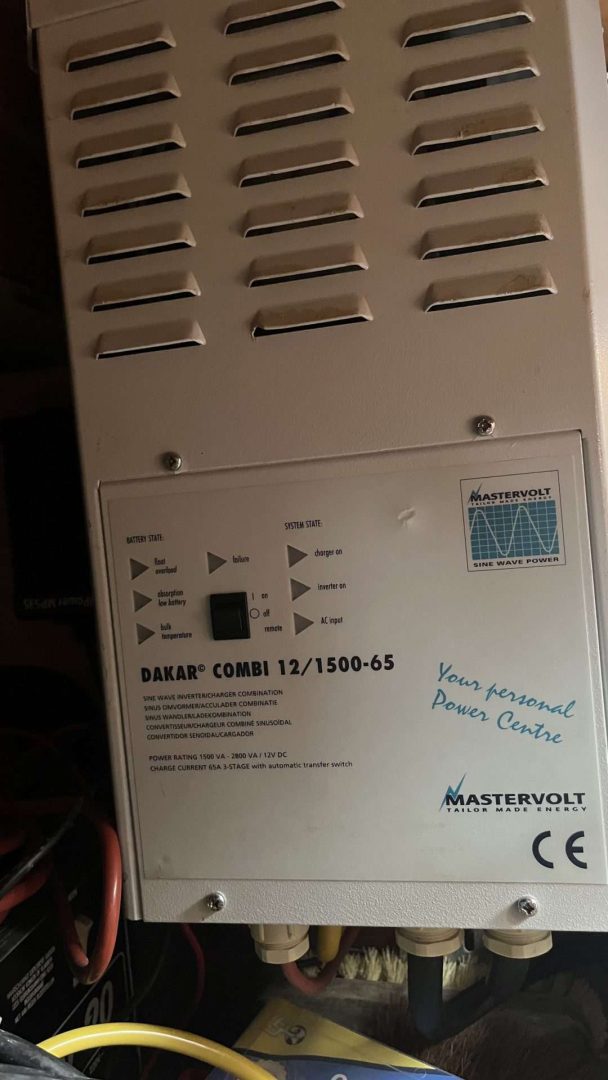 MASTERVOLT
TAILOR MADE ENERGY
SINE WAVE POWER
BATTERY STATE:
float
overload
absorption
low battery
bulk
temperature
failure
I on
off
remote
SYSTEM STATE:
charger on
inverter on
AC input
DAKAR© COMBI 12/1500-65
SINE WAVE INVERTER/CHARGER COMBINATION
SINUS OMVORMER/ACCULADER COMBINATIE
SINUS WANDLER/LADEKOMBINATION
CONVERTISSEUR/CHARGEUR COMBINÉ SINUSOÏDAL
CONVERTIDOR SENOIDAL/CARGADOR
POWER RATING 1500 VA - 2800 VA / 12V DC
CHARGE CURRENT 65A 3-STAGE with automatic transfer switch
Your personal
Power Centre
MASTERVOLT
TAILOR MADE ENERGY
CE